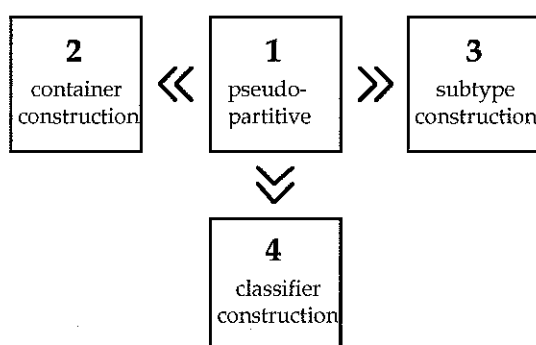 2
container
construction
1
pseudo-
partitive
3
subtype
construction
4
classifier
construction